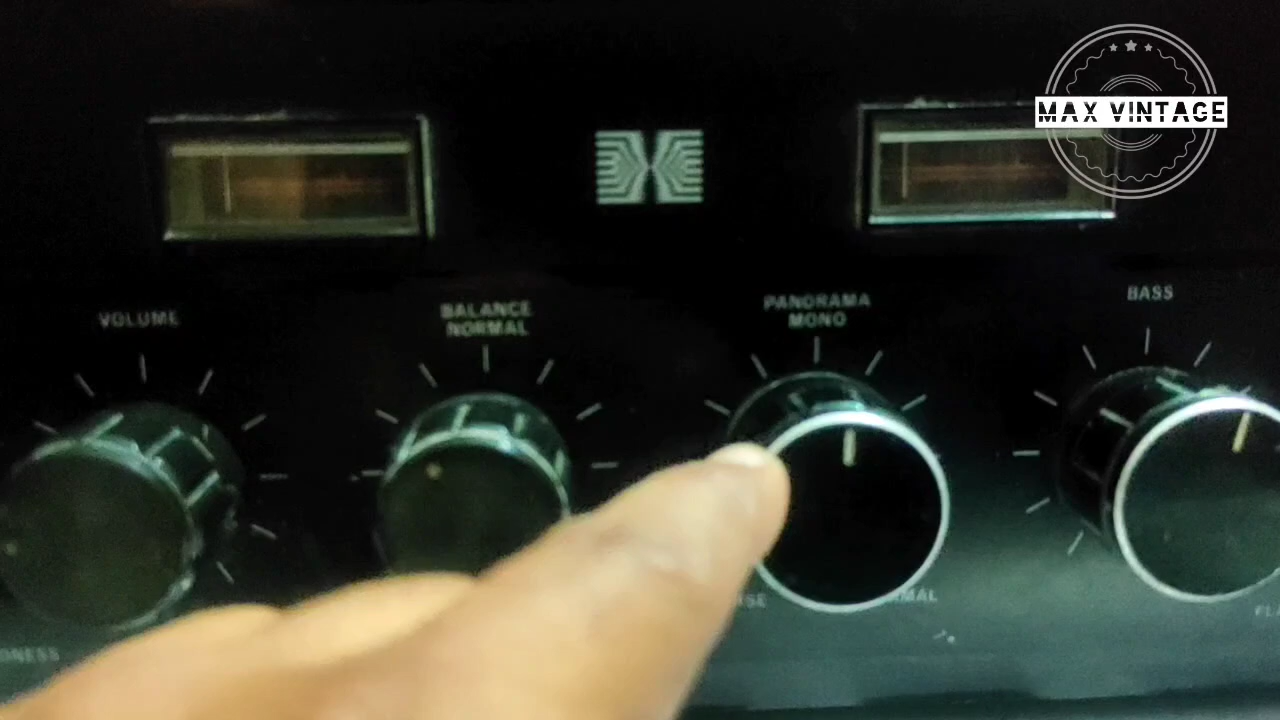 MAX VINTAGE
VOLUME
BALANCE
NORMAL
PANORAMA
MONO
BASS